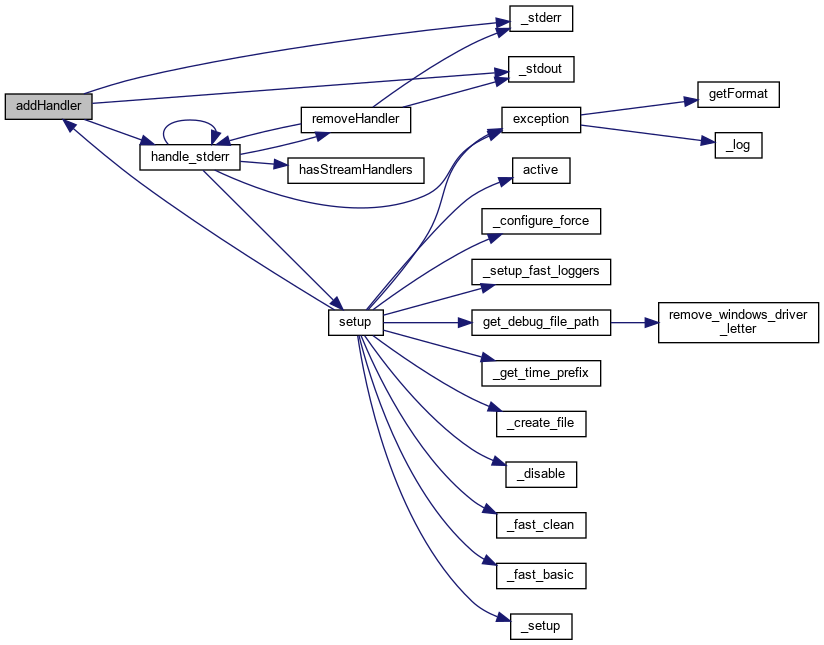 _stderr
_stdout
exception
getFormat
_log
addHandler
removeHandler
handle_stderr
hasStreamHandlers
active
_configure_force
_setup_fast_loggers
setup
get_debug_file_path
remove_windows_driver
_letter
_get_time_prefix
_create_file
_disable
_fast_clean
_fast_basic
_setup